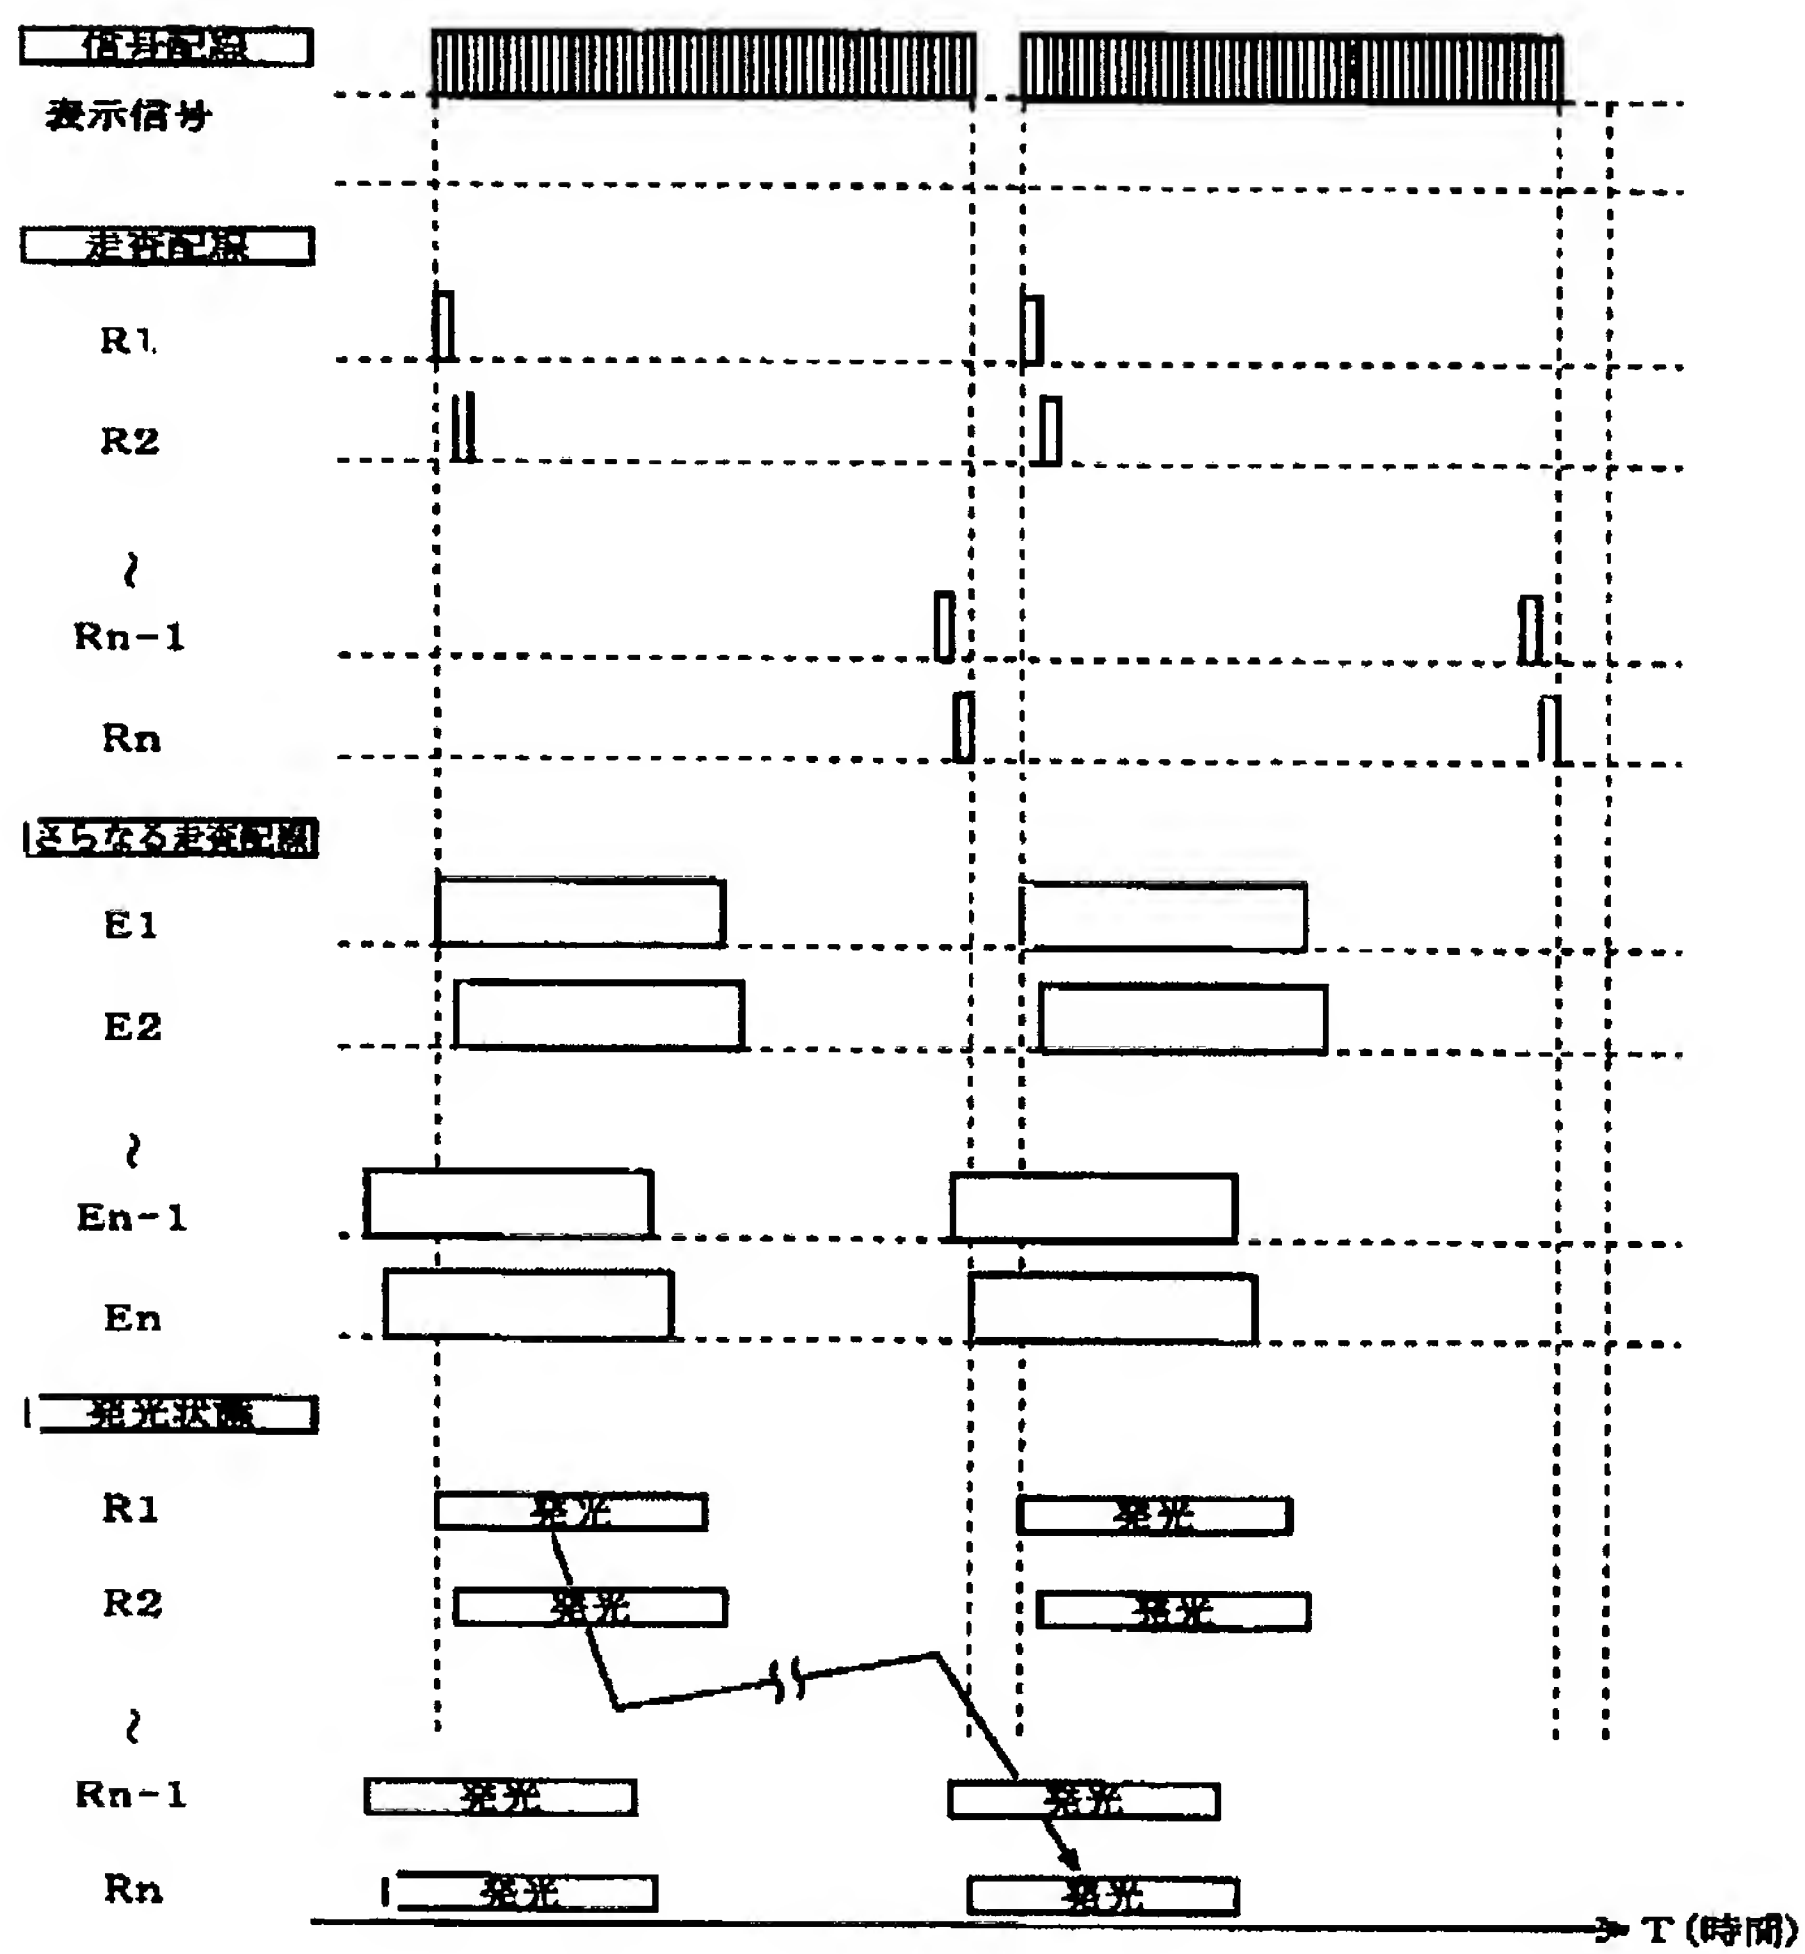 信号配線
表示信号
走査配線
R1
R2
~
Rn-1
Rn
さらなる走査配線
E1
E2
~
En-1
En
発光状態
R1 発光 発光
R2 発光 発光
~
Rn-1 発光 発光
Rn 発光 発光
T(時間)